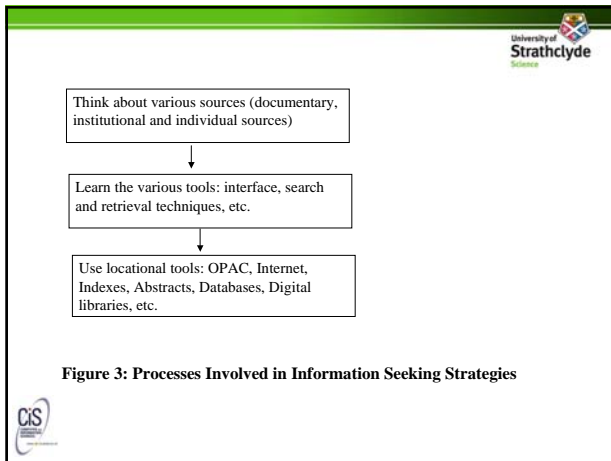 University of
Strathclyde
Science
Think about various sources (documentary,
institutional and individual sources)
Learn the various tools: interface, search
and retrieval techniques, etc.
Use locational tools: OPAC, Internet,
Indexes, Abstracts, Databases, Digital
libraries, etc.
Figure 3: Processes Involved in Information Seeking Strategies
CiS